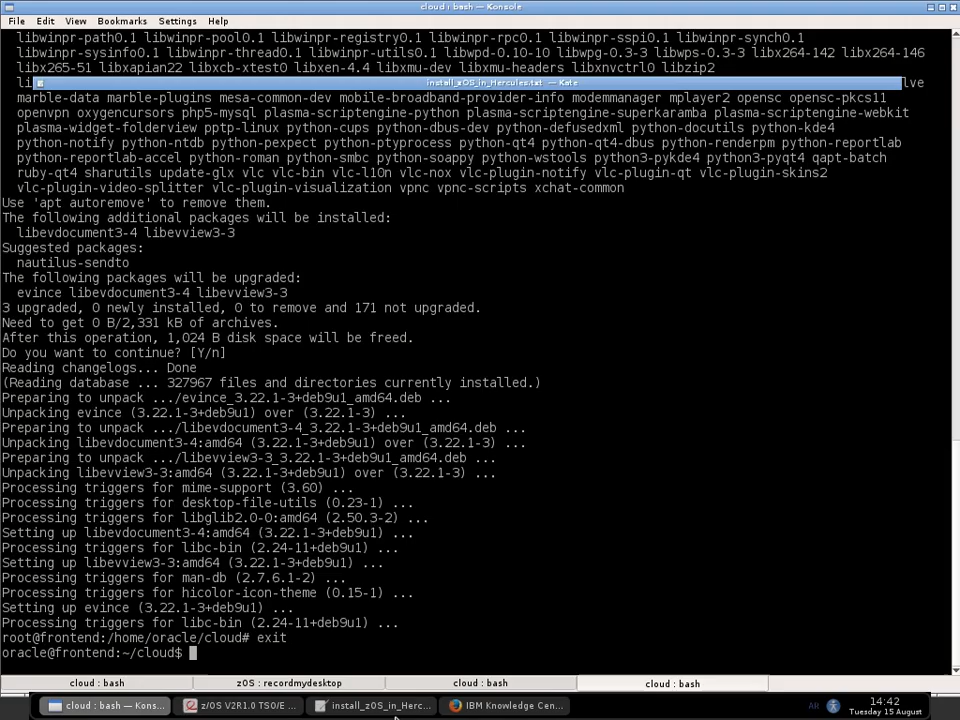 cloud : bash — Konsole
File Edit View Bookmarks Settings Help
libwinpr-path0.1 libwinpr-pool0.1 libwinpr-registry0.1 libwinpr-rpc0.1 libwinpr-sspi0.1 libwinpr-synch0.1
libwinpr-sysinfo0.1 libwinpr-thread0.1 libwinpr-utils0.1 libwpd-0.10-10 libwpg-0.3-3 libwps-0.3-3 libx264-142 libx264-146
libx265-51 libxapian22 libxcb-xtest0 libxen-4.4 libxmu-dev libxmu-headers libxnvctrl0 libzip2
li install_zOS_in_Hercules.txt — Kate lve
marble-data marble-plugins mesa-common-dev mobile-broadband-provider-info modemmanager mplayer2 opensc opensc-pkcs11
openvpn oxygencursors php5-mysql plasma-scriptengine-python plasma-scriptengine-superkaramba plasma-scriptengine-webkit
plasma-widget-folderview pptp-linux python-cups python-dbus-dev python-defusedxml python-docutils python-kde4
python-notify python-ntdb python-pexpect python-ptyprocess python-qt4 python-qt4-dbus python-renderpm python-reportlab
python-reportlab-accel python-roman python-smbc python-soappy python-wstools python3-pykde4 python3-pyqt4 qapt-batch
ruby-qt4 sharutils update-glx vlc vlc-bin vlc-l10n vlc-nox vlc-plugin-notify vlc-plugin-qt vlc-plugin-skins2
vlc-plugin-video-splitter vlc-plugin-visualization vpnc vpnc-scripts xchat-common
Use 'apt autoremove' to remove them.
The following additional packages will be installed:
libevdocument3-4 libevview3-3
Suggested packages:
nautilus-sendto
The following packages will be upgraded:
evince libevdocument3-4 libevview3-3
3 upgraded, 0 newly installed, 0 to remove and 171 not upgraded.
Need to get 0 B/2,331 kB of archives.
After this operation, 1,024 B disk space will be freed.
Do you want to continue? [Y/n]
Reading changelogs... Done
(Reading database ... 327967 files and directories currently installed.)
Preparing to unpack .../evince_3.22.1-3+deb9u1_amd64.deb ...
Unpacking evince (3.22.1-3+deb9u1) over (3.22.1-3) ...
Preparing to unpack .../libevdocument3-4_3.22.1-3+deb9u1_amd64.deb ...
Unpacking libevdocument3-4:amd64 (3.22.1-3+deb9u1) over (3.22.1-3) ...
Preparing to unpack .../libevview3-3_3.22.1-3+deb9u1_amd64.deb ...
Unpacking libevview3-3:amd64 (3.22.1-3+deb9u1) over (3.22.1-3) ...
Processing triggers for mime-support (3.60) ...
Processing triggers for desktop-file-utils (0.23-1) ...
Processing triggers for libglib2.0-0:amd64 (2.50.3-2) ...
Setting up libevdocument3-4:amd64 (3.22.1-3+deb9u1) ...
Processing triggers for libc-bin (2.24-11+deb9u1) ...
Setting up libevview3-3:amd64 (3.22.1-3+deb9u1) ...
Processing triggers for man-db (2.7.6.1-2) ...
Processing triggers for hicolor-icon-theme (0.15-1) ...
Setting up evince (3.22.1-3+deb9u1) ...
Processing triggers for libc-bin (2.24-11+deb9u1) ...
root@frontend:/home/oracle/cloud# exit
oracle@frontend:~/cloud$
cloud : bash zOS : recordmydesktop cloud : bash cloud : bash
cloud : bash — Kons... z/OS V2R1.0 TSO/E ... install_zOS_in_Herc... IBM Knowledge Cen... AR 14:42
Tuesday 15 August